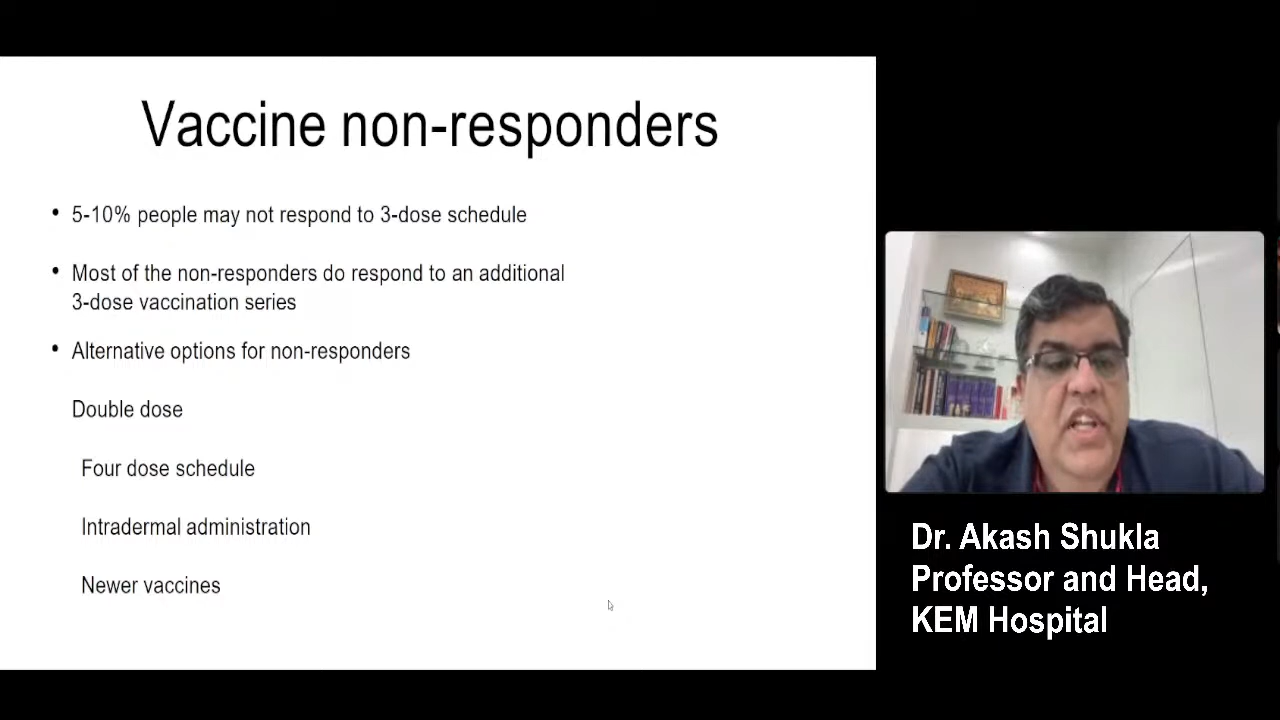 Vaccine non-responders
• 5-10% people may not respond to 3-dose schedule
• Most of the non-responders do respond to an additional
3-dose vaccination series
• Alternative options for non-responders
Double dose
Four dose schedule
Intradermal administration
Newer vaccines
Dr. Akash Shukla
Professor and Head,
KEM Hospital